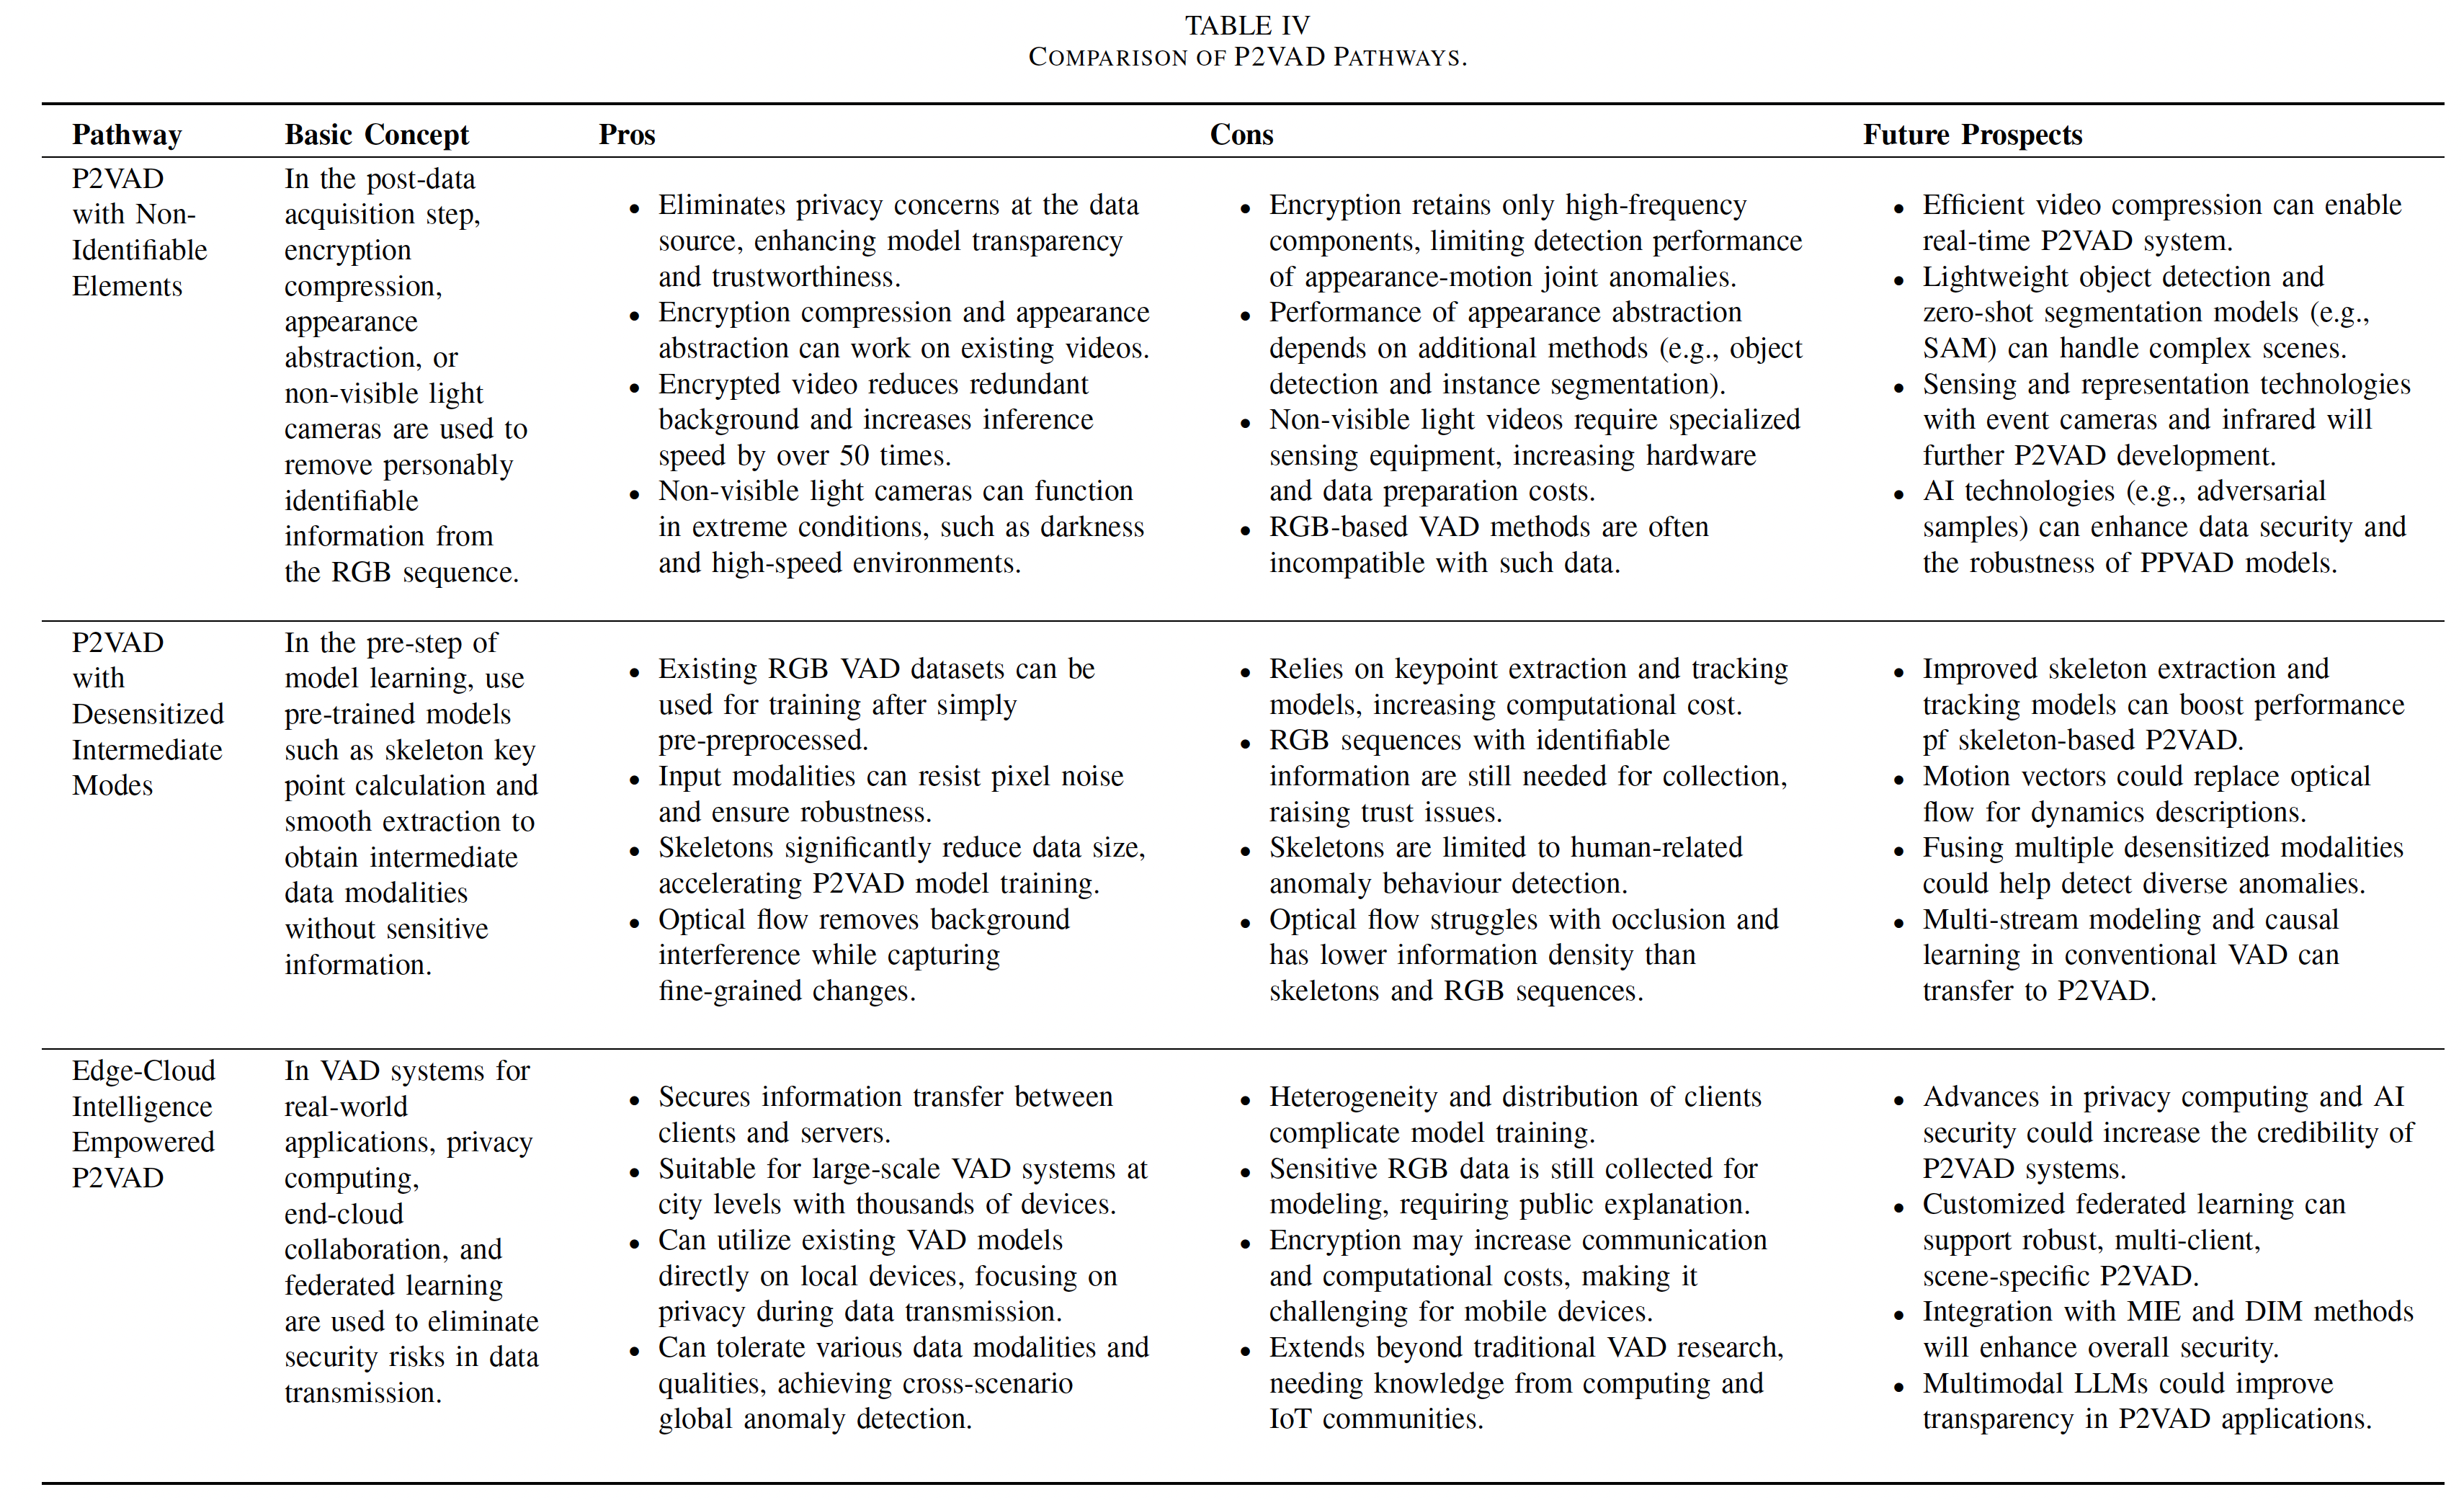 TABLE IV
COMPARISON OF P2VAD PATHWAYS.
Pathway
Basic Concept
Pros
Cons
Future Prospects
P2VAD
with Non-
Identifiable
Elements
In the post-data
acquisition step,
encryption
compression,
appearance
abstraction, or
non-visible light
cameras are used to
remove personably
identifiable
information from
the RGB sequence.
• Eliminates privacy concerns at the data
source, enhancing model transparency
and trustworthiness.
• Encryption compression and appearance
abstraction can work on existing videos.
• Encrypted video reduces redundant
background and increases inference
speed by over 50 times.
• Non-visible light cameras can function
in extreme conditions, such as darkness
and high-speed environments.
• Encryption retains only high-frequency
components, limiting detection performance
of appearance-motion joint anomalies.
• Performance of appearance abstraction
depends on additional methods (e.g., object
detection and instance segmentation).
• Non-visible light videos require specialized
sensing equipment, increasing hardware
and data preparation costs.
• RGB-based VAD methods are often
incompatible with such data.
• Efficient video compression can enable
real-time P2VAD system.
• Lightweight object detection and
zero-shot segmentation models (e.g.,
SAM) can handle complex scenes.
• Sensing and representation technologies
with event cameras and infrared will
further P2VAD development.
• AI technologies (e.g., adversarial
samples) can enhance data security and
the robustness of PPVAD models.
P2VAD
with
Desensitized
Intermediate
Modes
In the pre-step of
model learning, use
pre-trained models
such as skeleton key
point calculation and
smooth extraction to
obtain intermediate
data modalities
without sensitive
information.
• Existing RGB VAD datasets can be
used for training after simply
pre-preprocessed.
• Input modalities can resist pixel noise
and ensure robustness.
• Skeletons significantly reduce data size,
accelerating P2VAD model training.
• Optical flow removes background
interference while capturing
fine-grained changes.
• Relies on keypoint extraction and tracking
models, increasing computational cost.
• RGB sequences with identifiable
information are still needed for collection,
raising trust issues.
• Skeletons are limited to human-related
anomaly behaviour detection.
• Optical flow struggles with occlusion and
has lower information density than
skeletons and RGB sequences.
• Improved skeleton extraction and
tracking models can boost performance
pf skeleton-based P2VAD.
• Motion vectors could replace optical
flow for dynamics descriptions.
• Fusing multiple desensitized modalities
could help detect diverse anomalies.
• Multi-stream modeling and causal
learning in conventional VAD can
transfer to P2VAD.
Edge-Cloud
Intelligence
Empowered
P2VAD
In VAD systems for
real-world
applications, privacy
computing,
end-cloud
collaboration, and
federated learning
are used to eliminate
security risks in data
transmission.
• Secures information transfer between
clients and servers.
• Suitable for large-scale VAD systems at
city levels with thousands of devices.
• Can utilize existing VAD models
directly on local devices, focusing on
privacy during data transmission.
• Can tolerate various data modalities and
qualities, achieving cross-scenario
global anomaly detection.
• Heterogeneity and distribution of clients
complicate model training.
• Sensitive RGB data is still collected for
modeling, requiring public explanation.
• Encryption may increase communication
and computational costs, making it
challenging for mobile devices.
• Extends beyond traditional VAD research,
needing knowledge from computing and
IoT communities.
• Advances in privacy computing and AI
security could increase the credibility of
P2VAD systems.
• Customized federated learning can
support robust, multi-client,
scene-specific P2VAD.
• Integration with MIE and DIM methods
will enhance overall security.
• Multimodal LLMs could improve
transparency in P2VAD applications.